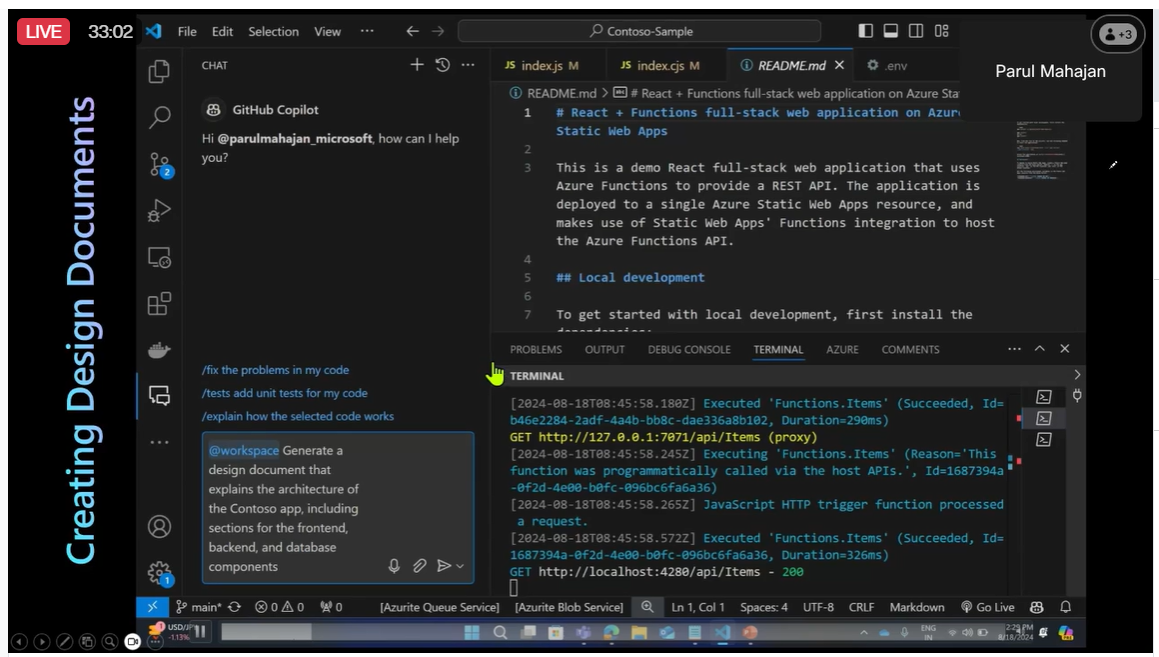 LIVE 33:02
File Edit Selection View ···
Contoso-Sample
+3
Parul Mahajan
Creating Design Documents
CHAT
GitHub Copilot
Hi @parulmahajan_microsoft, how can I help
you?
/fix the problems in my code
/tests add unit tests for my code
/explain how the selected code works
@workspace Generate a
design document that
explains the architecture of
the Contoso app, including
sections for the frontend,
backend, and database
components
2
1
JS index.js M JS index.cjs M README.md .env
README.md > # React + Functions full-stack web application on Azure Sta
1 # React + Functions full-stack web application on Azure
Static Web Apps
2
3 This is a demo React full-stack web application that uses
Azure Functions to provide a REST API. The application is
deployed to a single Azure Static Web Apps resource, and
makes use of Static Web Apps' Functions integration to host
the Azure Functions API.
4
5 ## Local development
6
7 To get started with local development, first install the
dependencies:
PROBLEMS OUTPUT DEBUG CONSOLE TERMINAL AZURE COMMENTS ···
TERMINAL
[2024-08-18T08:45:58.180Z] Executed 'Functions.Items' (Succeeded, Id=
b46e2284-2adf-4a4b-bb8c-dae336a8b102, Duration=290ms)
GET http://127.0.0.1:7071/api/Items (proxy)
[2024-08-18T08:45:58.245Z] Executing 'Functions.Items' (Reason='This
function was programmatically called via the host APIs.', Id=1687394a
-0f2d-4e00-b0fc-096bc6fa6a36)
[2024-08-18T08:45:58.265Z] JavaScript HTTP trigger function processed
a request.
[2024-08-18T08:45:58.572Z] Executed 'Functions.Items' (Succeeded, Id=
1687394a-0f2d-4e00-b0fc-096bc6fa6a36, Duration=326ms)
GET http://localhost:4280/api/Items - 200
main* 0 0 0 [Azurite Queue Service] [Azurite Blob Service] Ln 1, Col 1 Spaces: 4 UTF-8 CRLF Markdown Go Live
USD/JP
-1.13%
ENG
IN
2:29 PM
8/18/2024